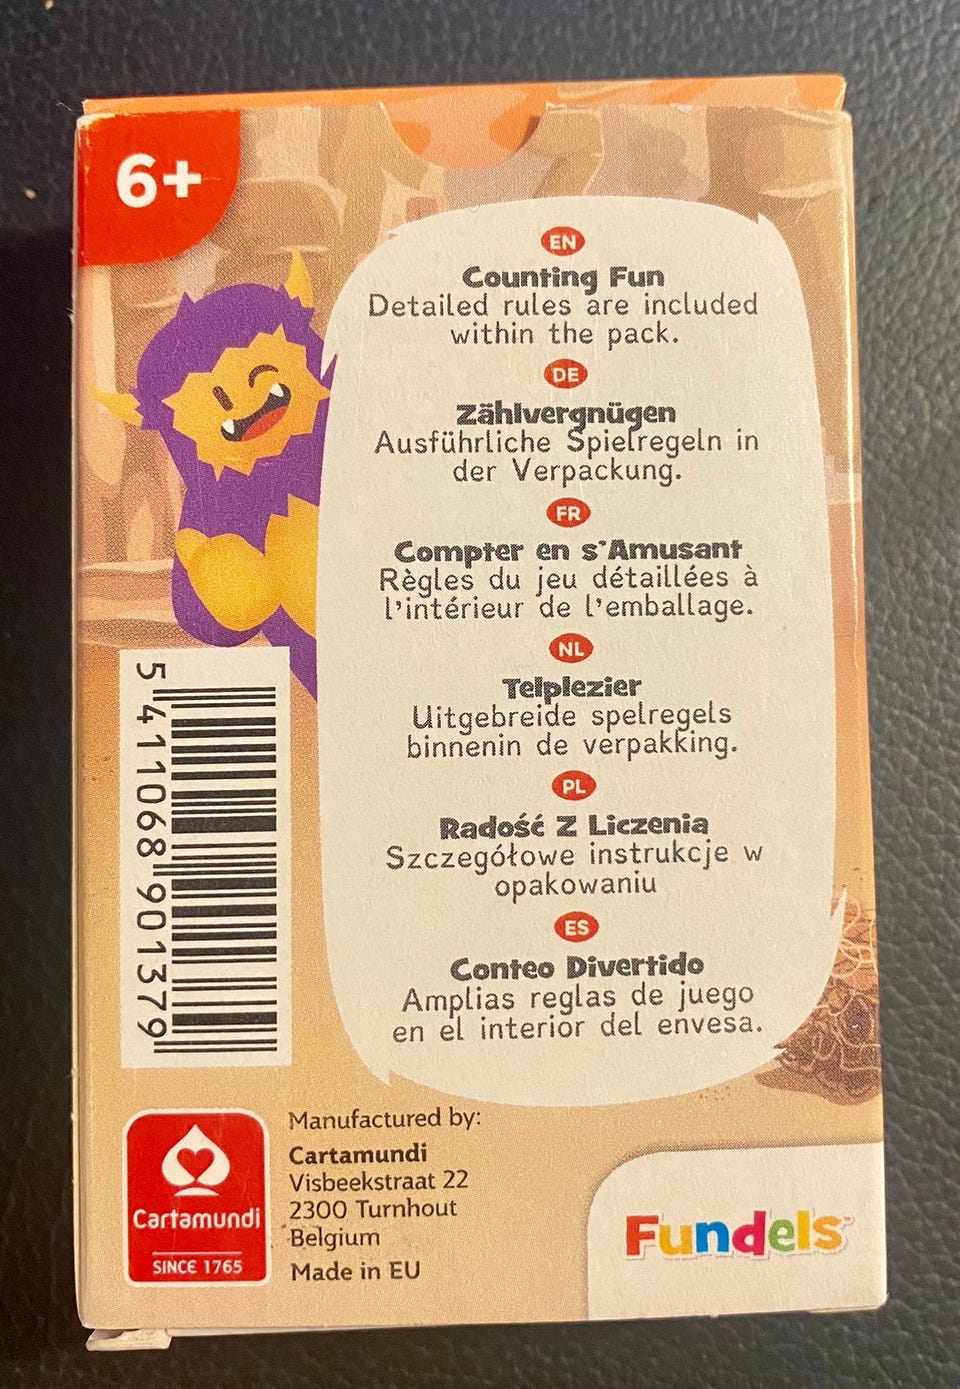 6+
EN
Counting Fun
Detailed rules are included
within the pack.
DE
Zählvergnügen
Ausführliche Spielregeln in
der Verpackung.
FR
Compter en s'Amusant
Règles du jeu détaillées à
l'intérieur de l'emballage.
NL
Telplezier
Uitgebreide spelregels
binnenin de verpakking.
PL
Radość Z Liczenia
Szczegółowe instrukcje w
opakowaniu
ES
Conteo Divertido
Amplias reglas de juego
en el interior del envesa.
5 411068 901379
Manufactured by:
Cartamundi
Visbeekstraat 22
2300 Turnhout
Belgium
Made in EU
Cartamundi
SINCE 1765
Fundels™